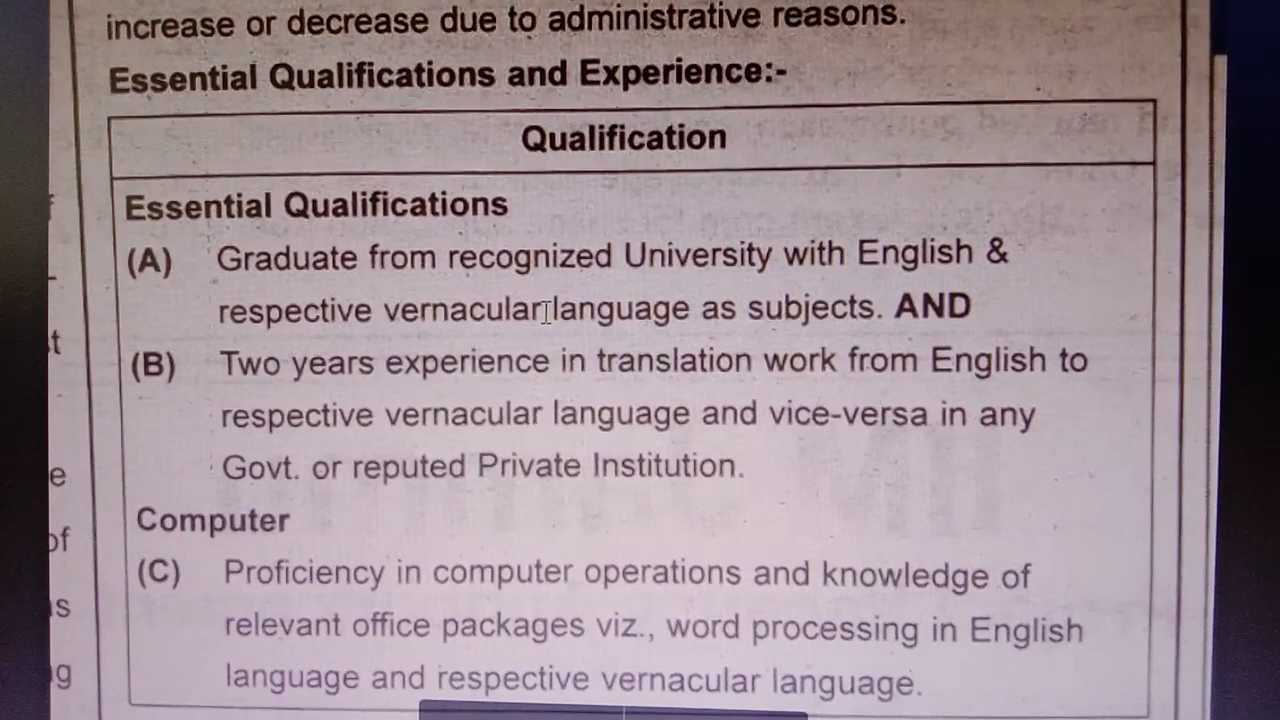 increase or decrease due to administrative reasons.
Essential Qualifications and Experience:-
Qualification
Essential Qualifications
(A) Graduate from recognized University with English &
respective vernacular language as subjects. AND
(B) Two years experience in translation work from English to
respective vernacular language and vice-versa in any
Govt. or reputed Private Institution.
Computer
(C) Proficiency in computer operations and knowledge of
relevant office packages viz., word processing in English
language and respective vernacular language.